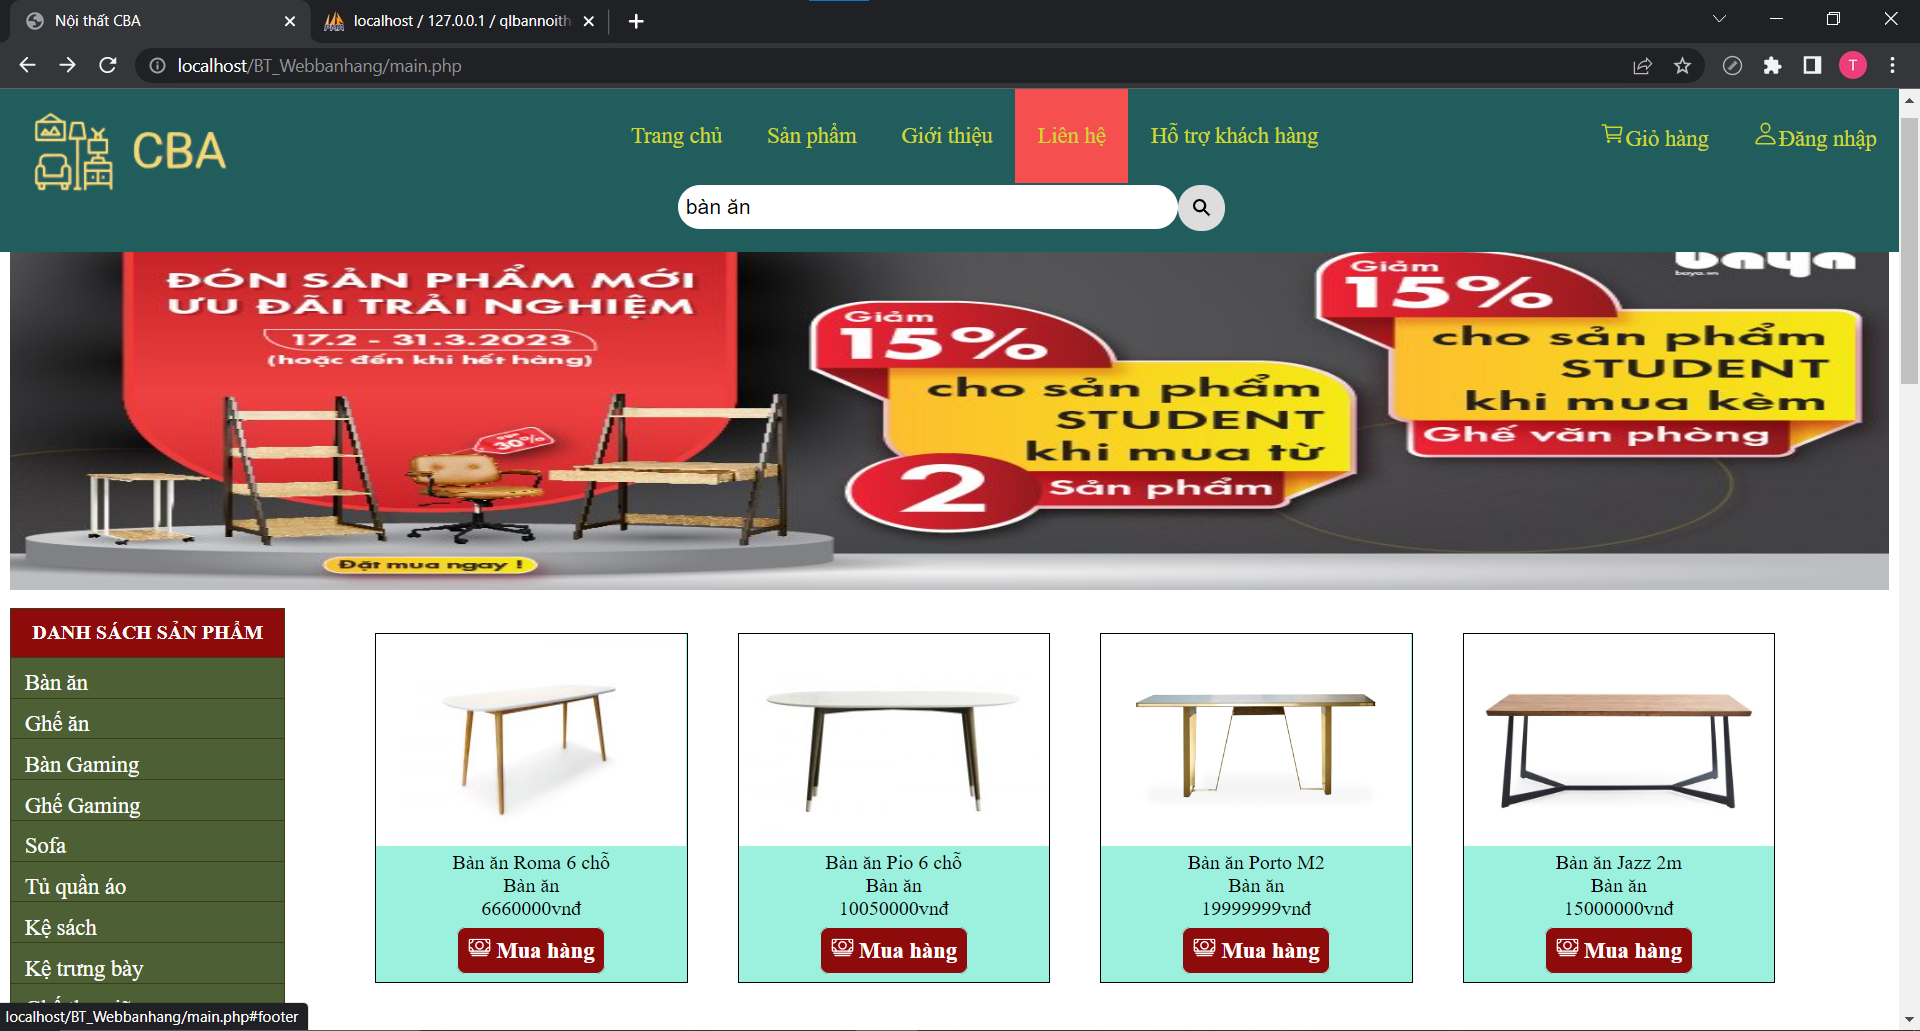 Nội thất CBA
localhost / 127.0.0.1 / qlbannoith
localhost/BT_Webbanhang/main.php
T
CBA
Trang chủ
Sản phẩm
Giới thiệu
Liên hệ
Hỗ trợ khách hàng
Giỏ hàng
Đăng nhập
bàn ăn
ĐÓN SẢN PHẨM MỚI
ƯU ĐÃI TRẢI NGHIỆM
17.2 - 31.3.2023
(hoặc đến khi hết hàng)
30%
Đặt mua ngay !
Giảm
15%
cho sản phẩm
STUDENT
khi mua từ
2 Sản phẩm
baya
baya.vn
Giảm
15%
cho sản phẩm
STUDENT
khi mua kèm
Ghế văn phòng
DANH SÁCH SẢN PHẨM
Bàn ăn
Ghế ăn
Bàn Gaming
Ghế Gaming
Sofa
Tủ quần áo
Kệ sách
Kệ trưng bày
Bàn ăn Roma 6 chỗ
Bàn ăn
6660000vnđ
Mua hàng
Bàn ăn Pio 6 chỗ
Bàn ăn
10050000vnđ
Mua hàng
Bàn ăn Porto M2
Bàn ăn
19999999vnđ
Mua hàng
Bàn ăn Jazz 2m
Bàn ăn
15000000vnđ
Mua hàng
localhost/BT_Webbanhang/main.php#footer